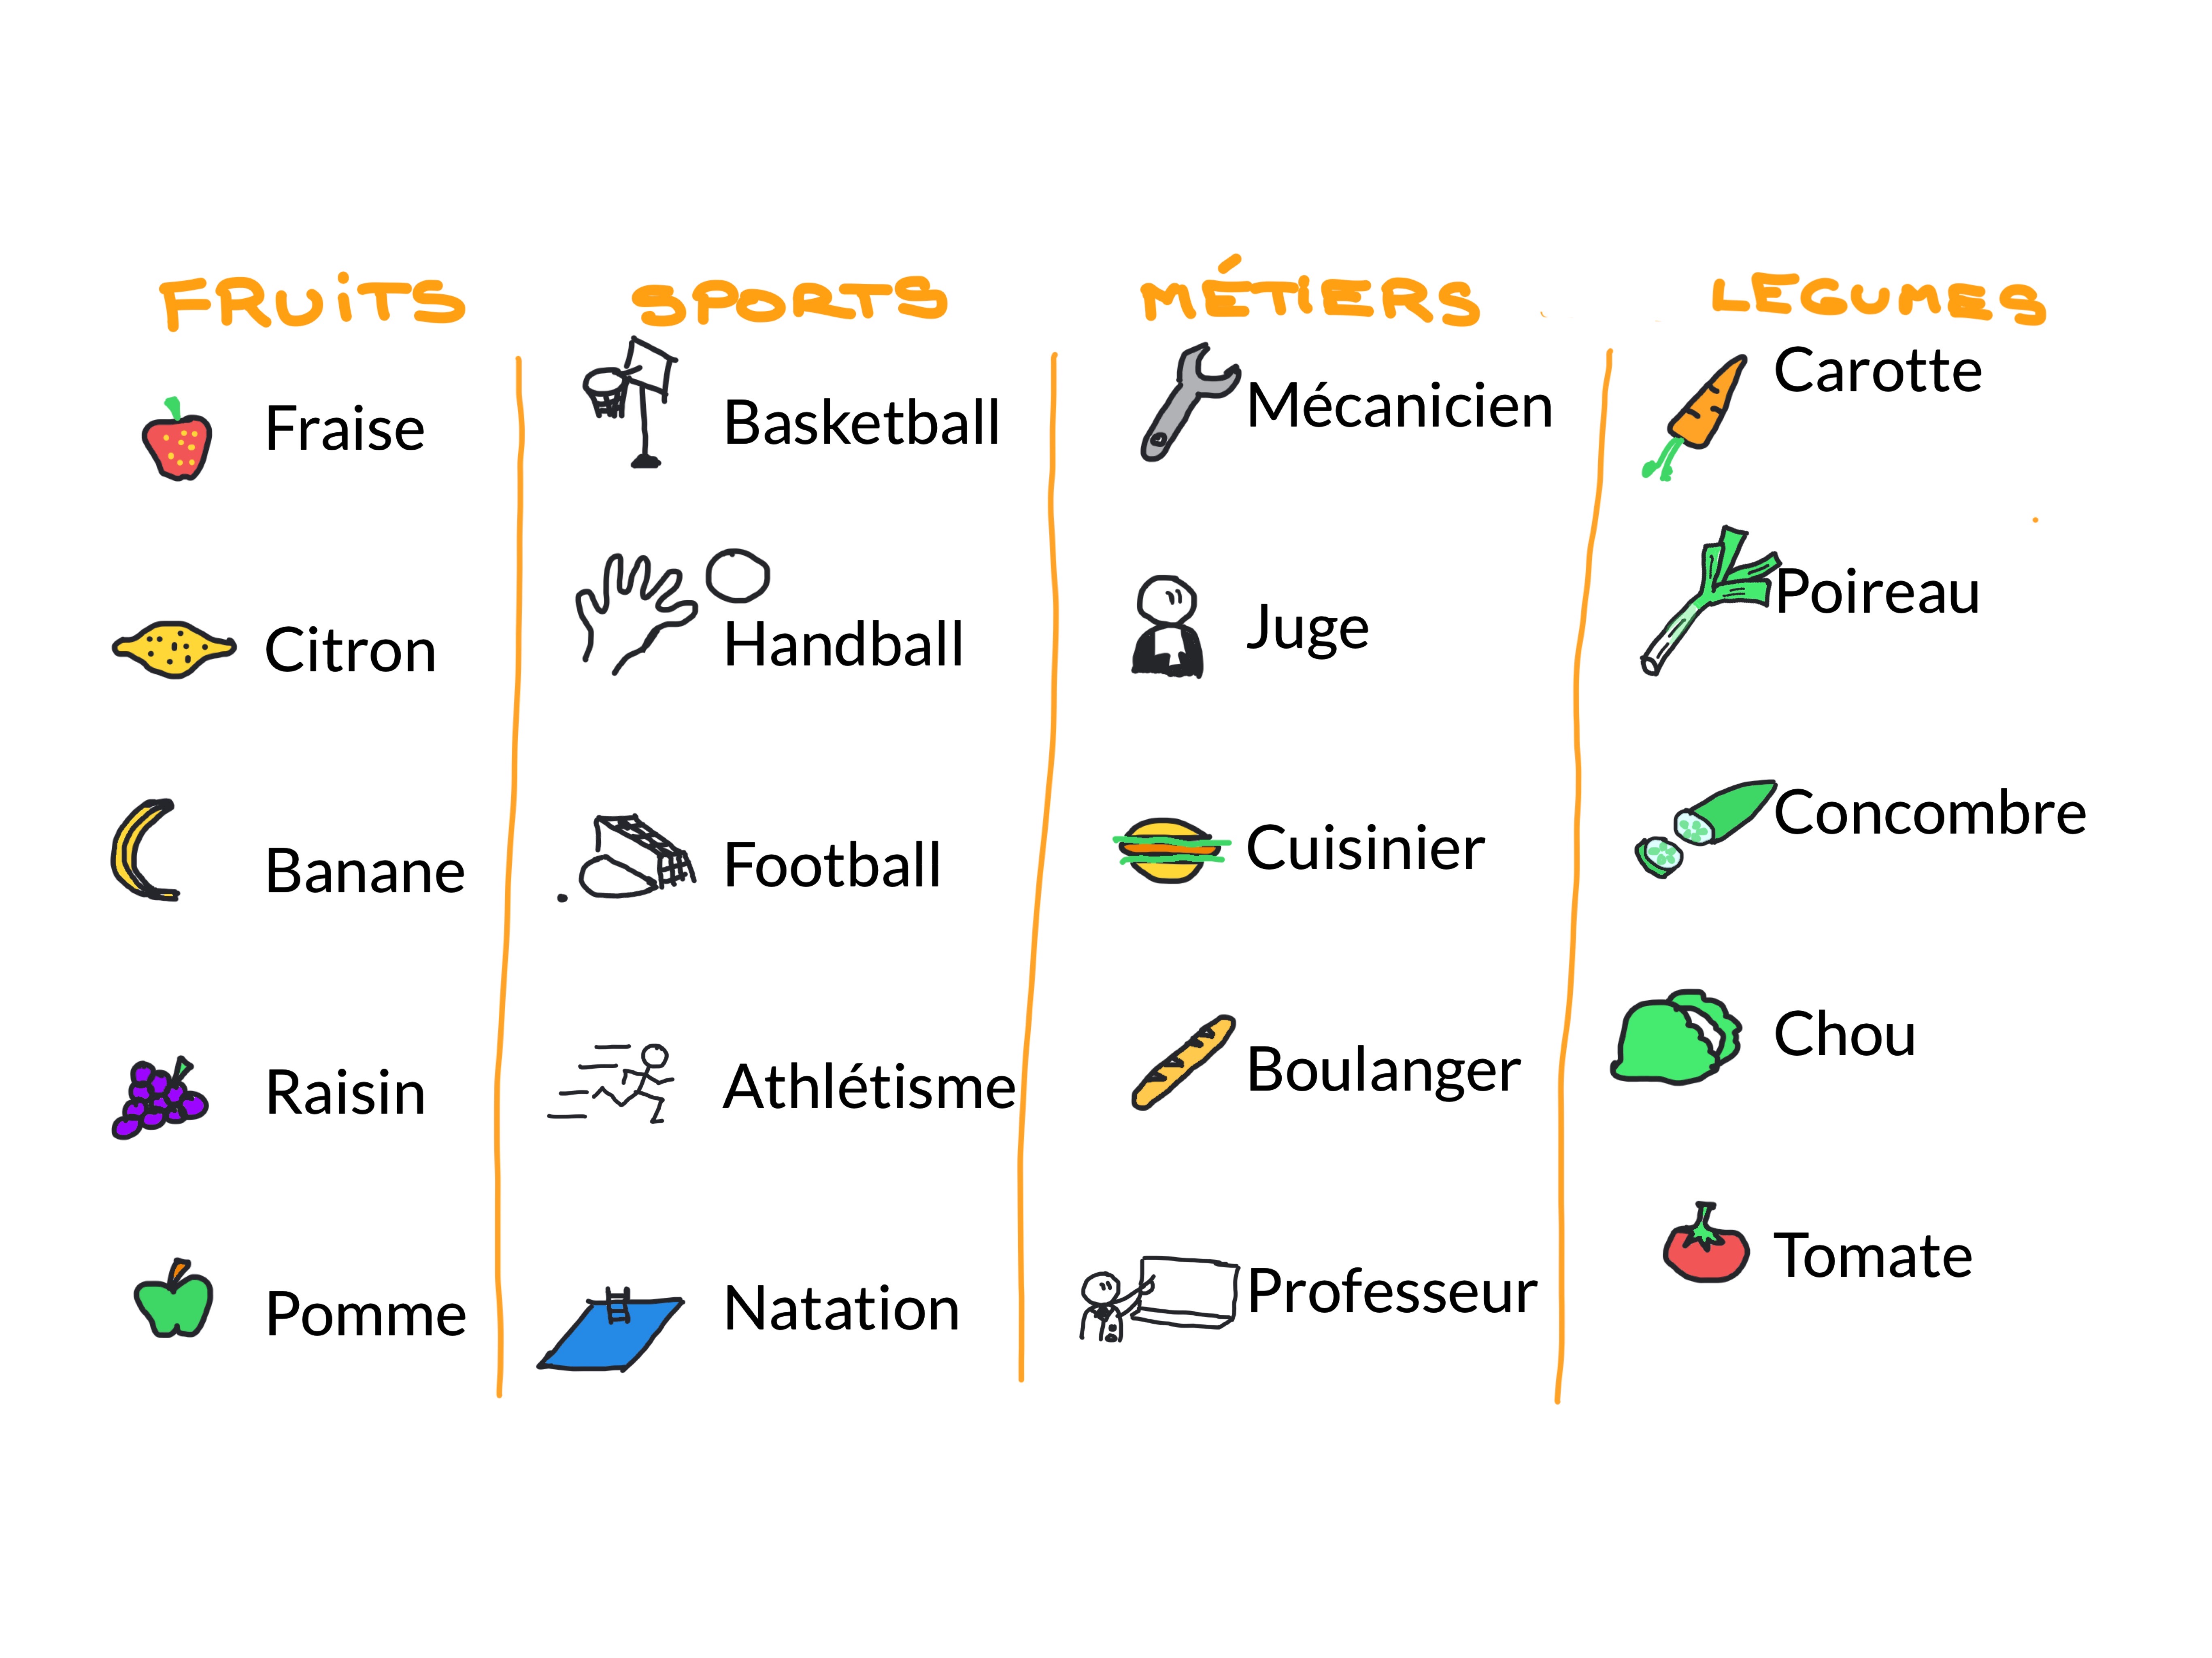 FRUiTS
Fraise
Citron
Banane
Raisin
Pomme
SPORTS
Basketball
Handball
Football
Athlétisme
Natation
MÉTiERS
Mécanicien
Juge
Cuisinier
Boulanger
Professeur
LEGUMES
Carotte
Poireau
Concombre
Chou
Tomate